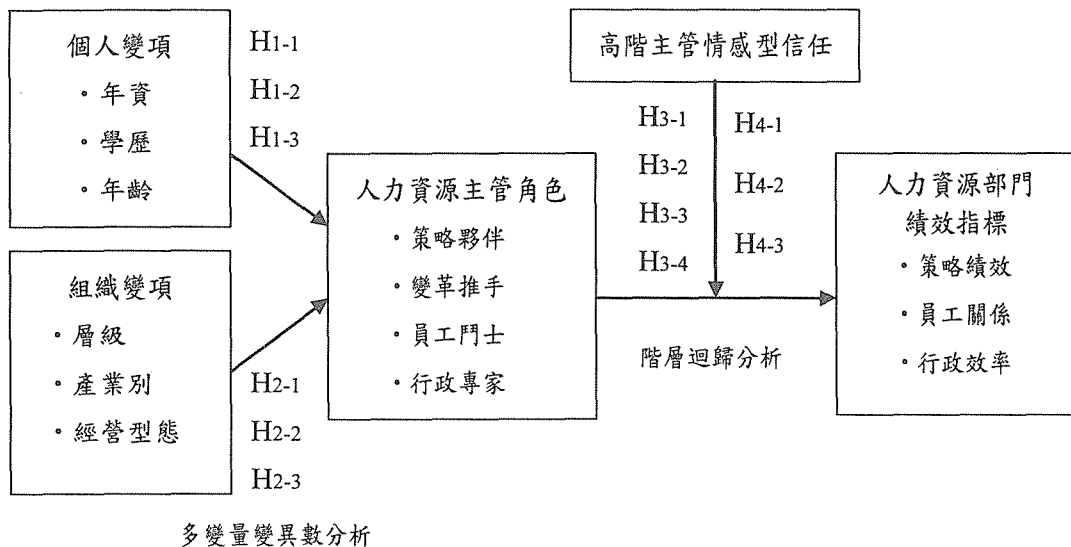 個人變項
・年資
・學歷
・年齡
H1-1
H1-2
H1-3
組織變項
・層級
・產業別
・經營型態
H2-1
H2-2
H2-3
多變量變異數分析
人力資源主管角色
・策略夥伴
・變革推手
・員工鬥士
・行政專家
高階主管情感型信任
H3-1
H3-2
H3-3
H3-4
H4-1
H4-2
H4-3
階層迴歸分析
人力資源部門
績效指標
・策略績效
・員工關係
・行政效率